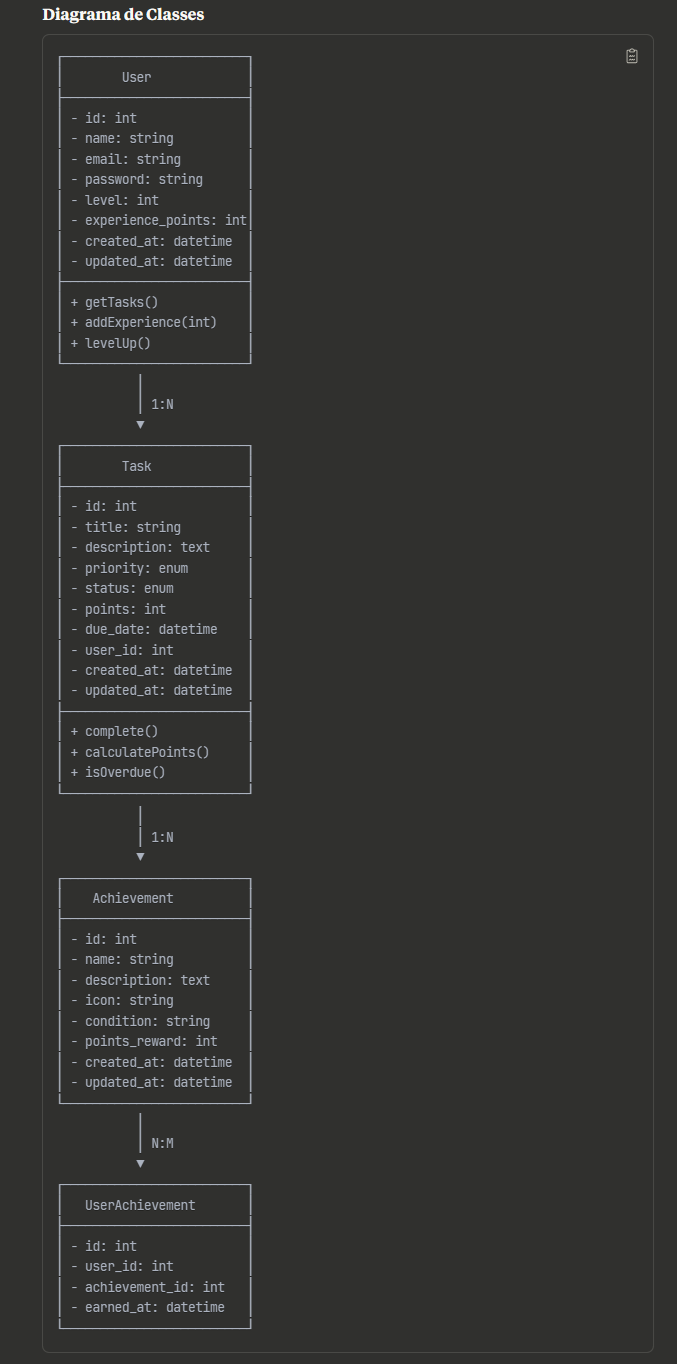 Diagrama de Classes
User
- id: int
- name: string
- email: string
- password: string
- level: int
- experience_points: int
- created_at: datetime
- updated_at: datetime
+ getTasks()
+ addExperience(int)
+ levelUp()
1:N
Task
- id: int
- title: string
- description: text
- priority: enum
- status: enum
- points: int
- due_date: datetime
- user_id: int
- created_at: datetime
- updated_at: datetime
+ complete()
+ calculatePoints()
+ isOverdue()
1:N
Achievement
- id: int
- name: string
- description: text
- icon: string
- condition: string
- points_reward: int
- created_at: datetime
- updated_at: datetime
N:M
UserAchievement
- id: int
- user_id: int
- achievement_id: int
- earned_at: datetime